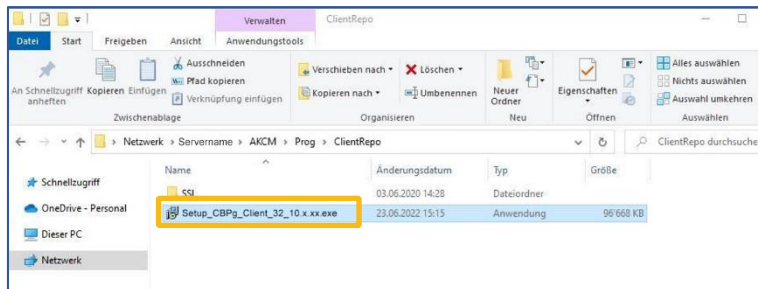 Verwalten ClientRepo
Datei Start Freigeben Ansicht Anwendungstools
An Schnellzugriff anheften
Kopieren
Einfügen
Ausschneiden
Pfad kopieren
Verknüpfung einfügen
Zwischenablage
Verschieben nach
Löschen
Kopieren nach
Umbenennen
Organisieren
Neuer Ordner
Neu
Eigenschaften
Öffnen
Alles auswählen
Nichts auswählen
Auswahl umkehren
Auswählen
Netzwerk › Servername › AKCM › Prog › ClientRepo
ClientRepo durchsuche
Name Änderungsdatum Typ Größe
SSL 03.06.2020 14:28 Dateiordner
Setup_CBPg_Client_32_10.x.xx.exe 23.06.2022 15:15 Anwendung 96'668 KB
Schnellzugriff
OneDrive - Personal
Dieser PC
Netzwerk